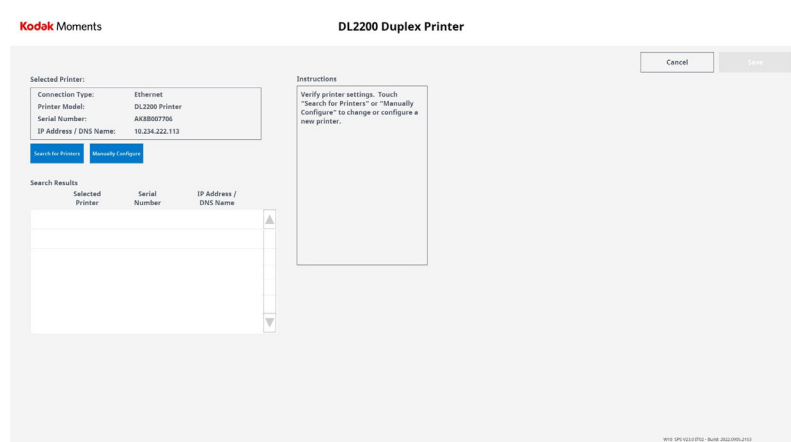 Kodak Moments
DL2200 Duplex Printer
Cancel
Save
Selected Printer:
Connection Type: Ethernet
Printer Model: DL2200 Printer
Serial Number: AK8B007706
IP Address / DNS Name: 10.234.222.113
Search for Printers
Manually Configure
Instructions
Verify printer settings. Touch
"Search for Printers" or "Manually
Configure" to change or configure a
new printer.
Search Results
Selected Serial IP Address /
Printer Number DNS Name